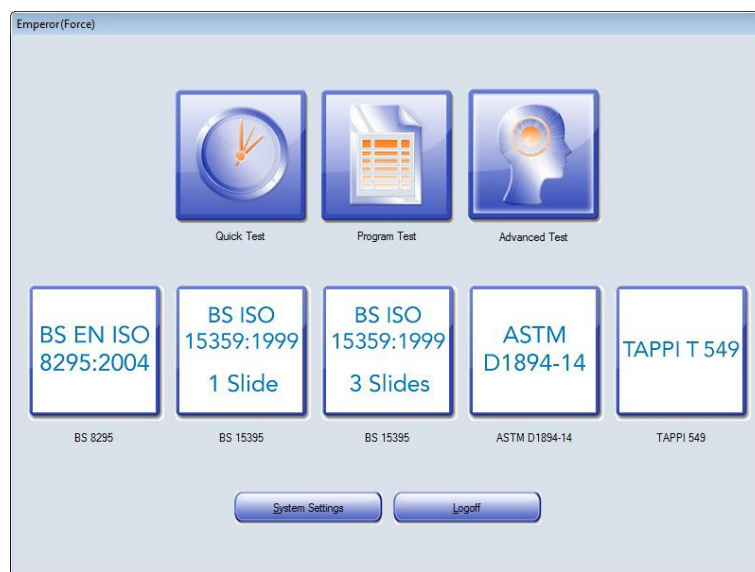 Emperor(Force)
Quick Test
Program Test
Advanced Test
BS EN ISO
8295:2004
BS ISO
15359:1999
1 Slide
BS ISO
15359:1999
3 Slides
ASTM
D1894-14
TAPPI T 549
BS 8295
BS 15395
BS 15395
ASTM D1894-14
TAPPI 549
System Settings
Logoff